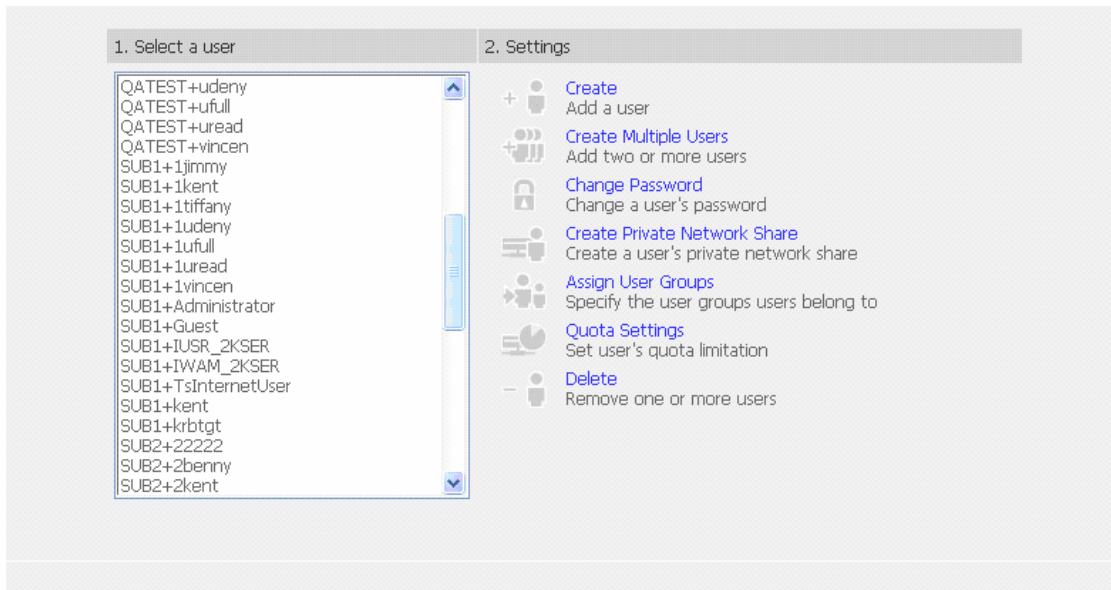 1. Select a user
QATEST+udeny
QATEST+ufull
QATEST+uread
QATEST+vincen
SUB1+1jimmy
SUB1+1kent
SUB1+1tiffany
SUB1+1udeny
SUB1+1ufull
SUB1+1uread
SUB1+1vincen
SUB1+Administrator
SUB1+Guest
SUB1+IUSR_2KSER
SUB1+IWAM_2KSER
SUB1+TsInternetUser
SUB1+kent
SUB1+krbtgt
SUB2+22222
SUB2+2benny
SUB2+2kent
2. Settings
Create
Add a user
Create Multiple Users
Add two or more users
Change Password
Change a user's password
Create Private Network Share
Create a user's private network share
Assign User Groups
Specify the user groups users belong to
Quota Settings
Set user's quota limitation
Delete
Remove one or more users